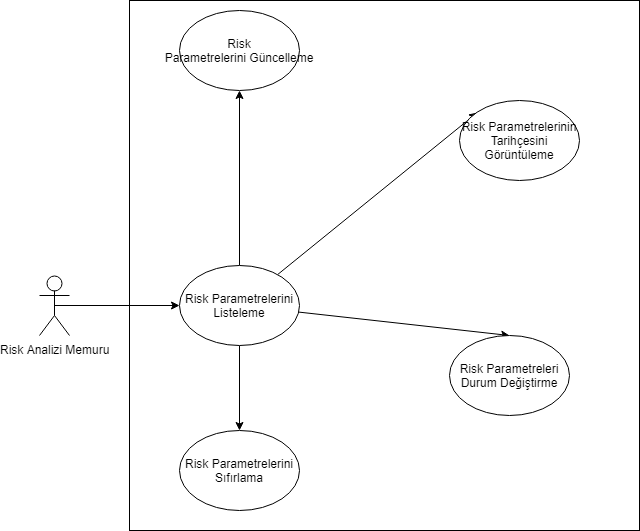 Risk
Parametrelerini Güncelleme
Risk Parametrelerinin
Tarihçesini
Görüntüleme
Risk Parametrelerini
Listeleme
Risk Analizi Memuru
Risk Parametreleri
Durum Değiştirme
Risk Parametrelerini
Sıfırlama